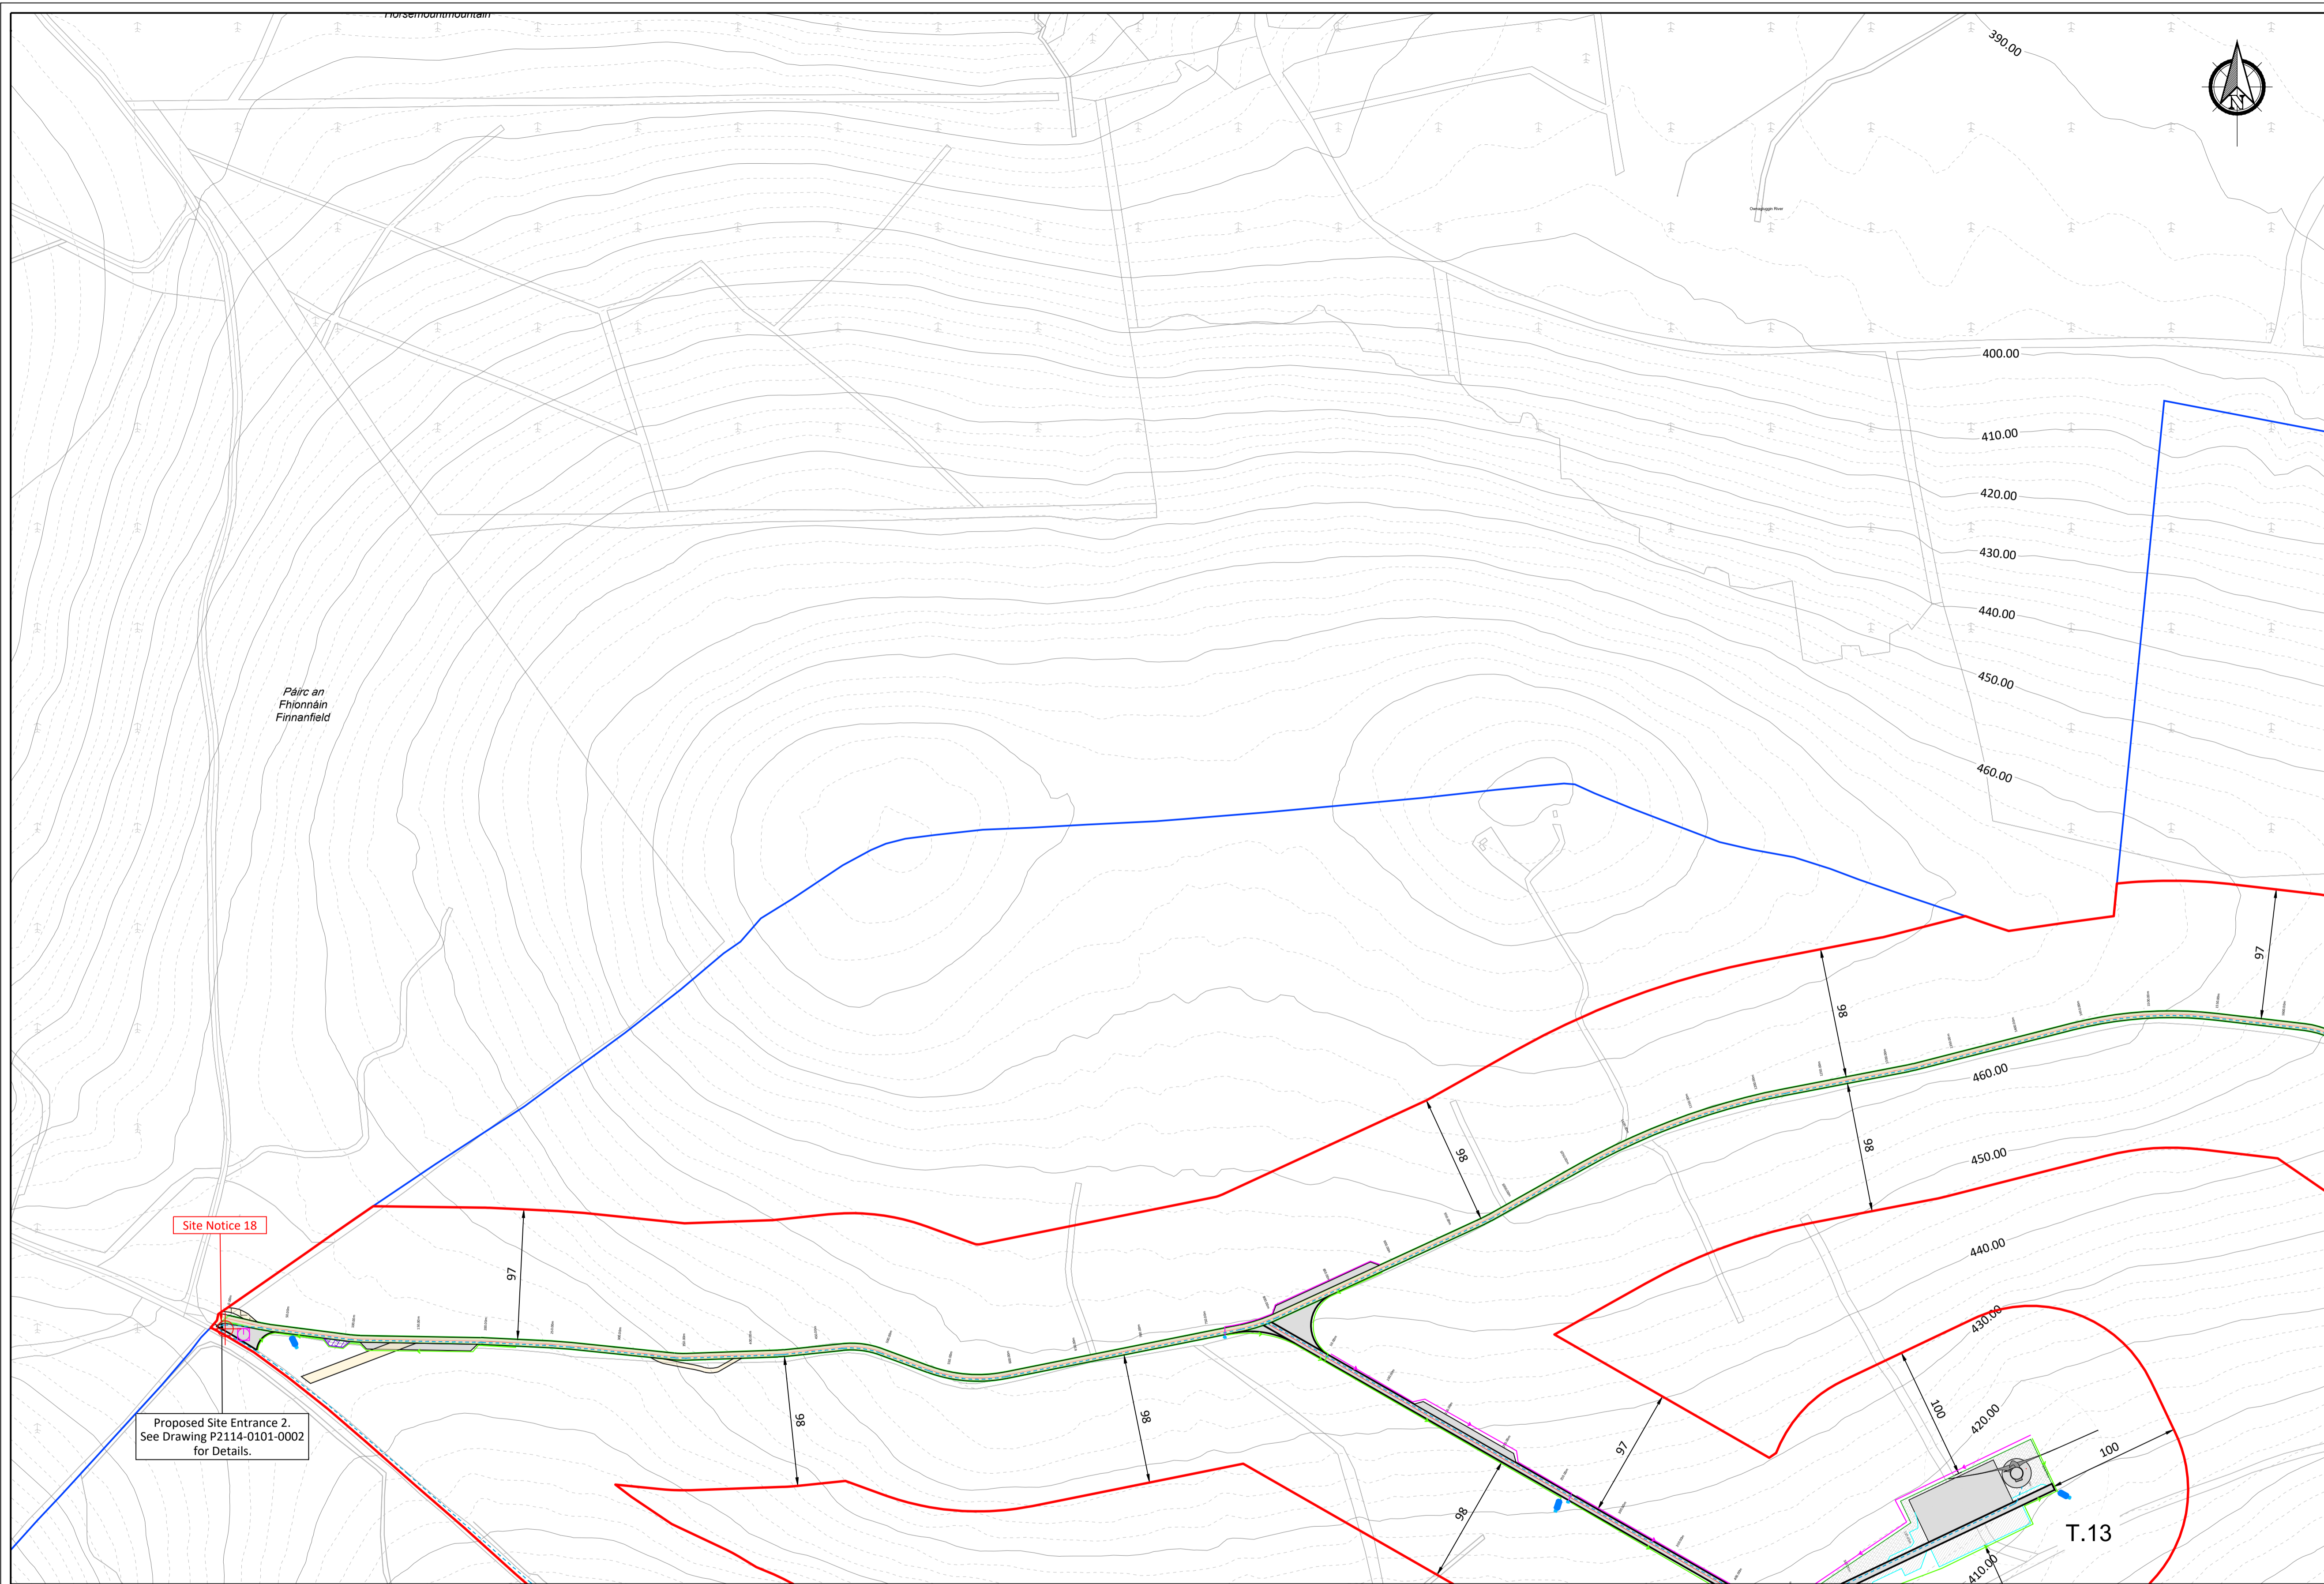 Horsemountmountain
390.00
N
Ownagluggin River
400.00
410.00
420.00
430.00
440.00
Páirc an
Fhionnáin
Finnanfield
450.00
460.00
97
98
460.00
98
98
450.00
Site Notice 18
440.00
97
430.00
100
420.00
98
98
97
100
Proposed Site Entrance 2.
See Drawing P2114-0101-0002
for Details.
98
T.13
410.00